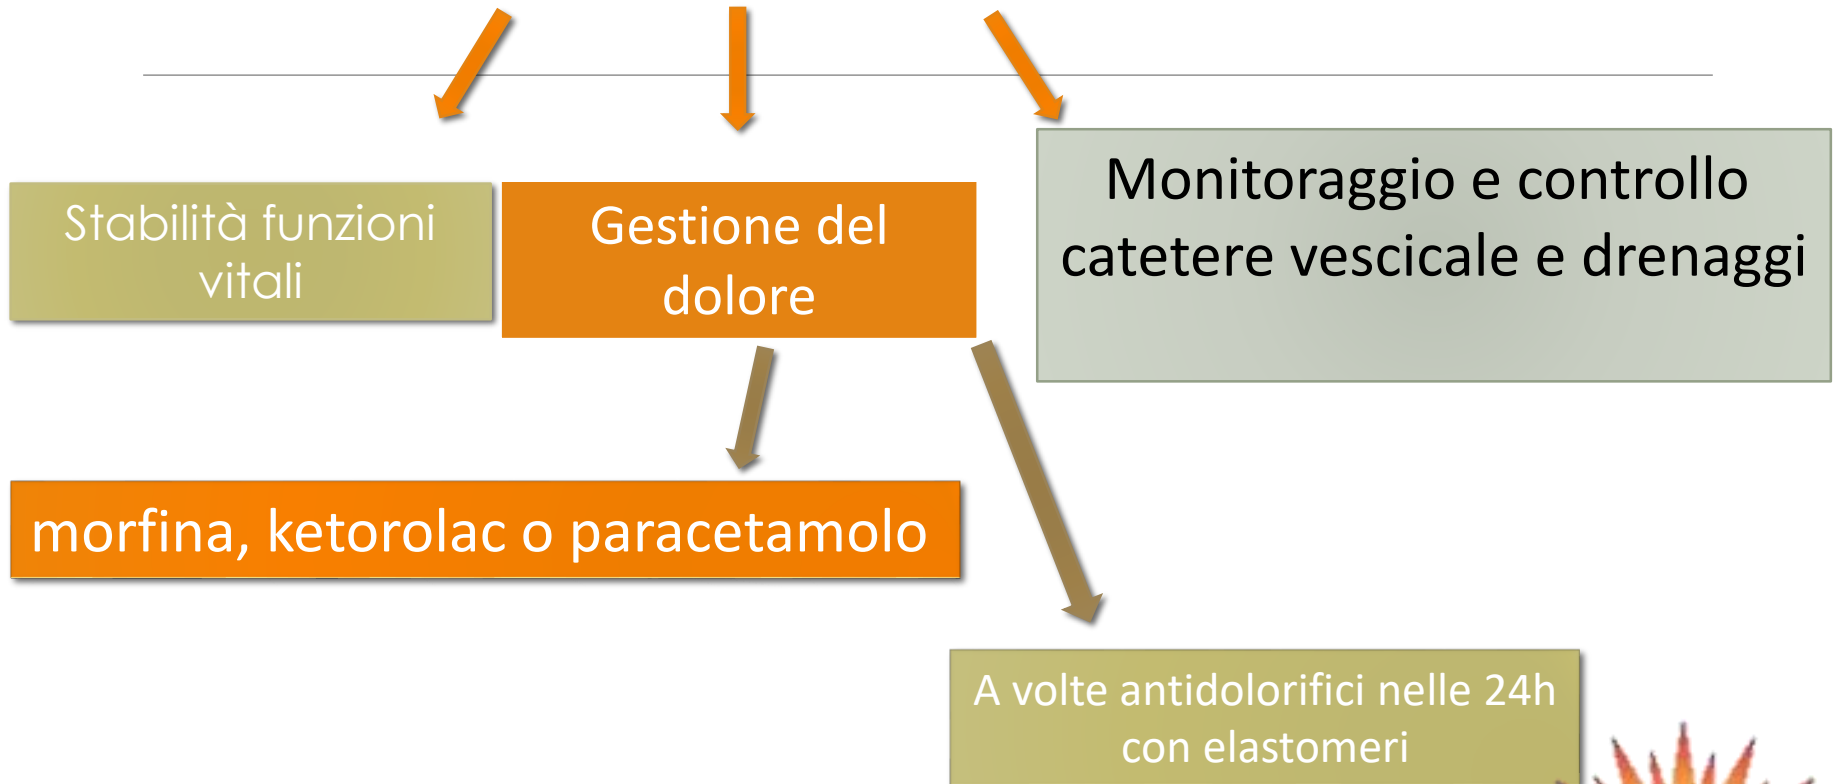 Stabilità funzioni
vitali
Gestione del
dolore
Monitoraggio e controllo
catetere vescicale e drenaggi
morfina, ketorolac o paracetamolo
A volte antidolorifici nelle 24h
con elastomeri